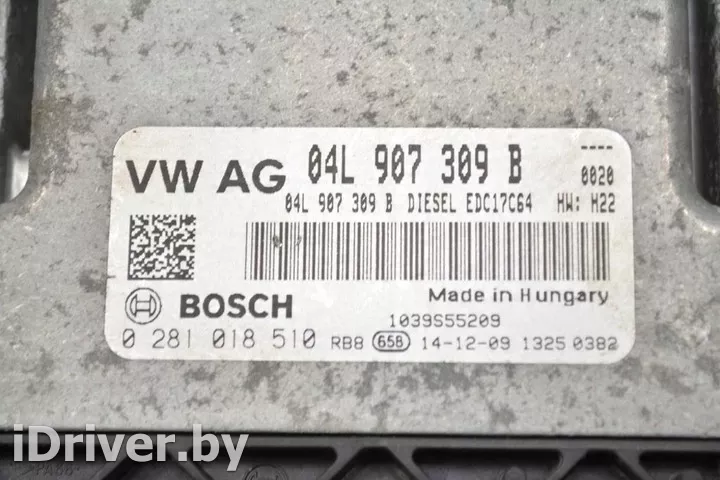 VW AG 04L 907 309 B ----
0020
04L 907 309 B DIESEL EDC17C64 HW: H22
BOSCH Made in Hungary
1039S55209
0 281 018 510 RB8 658 14-12-09 1325 0382
iDriver.by